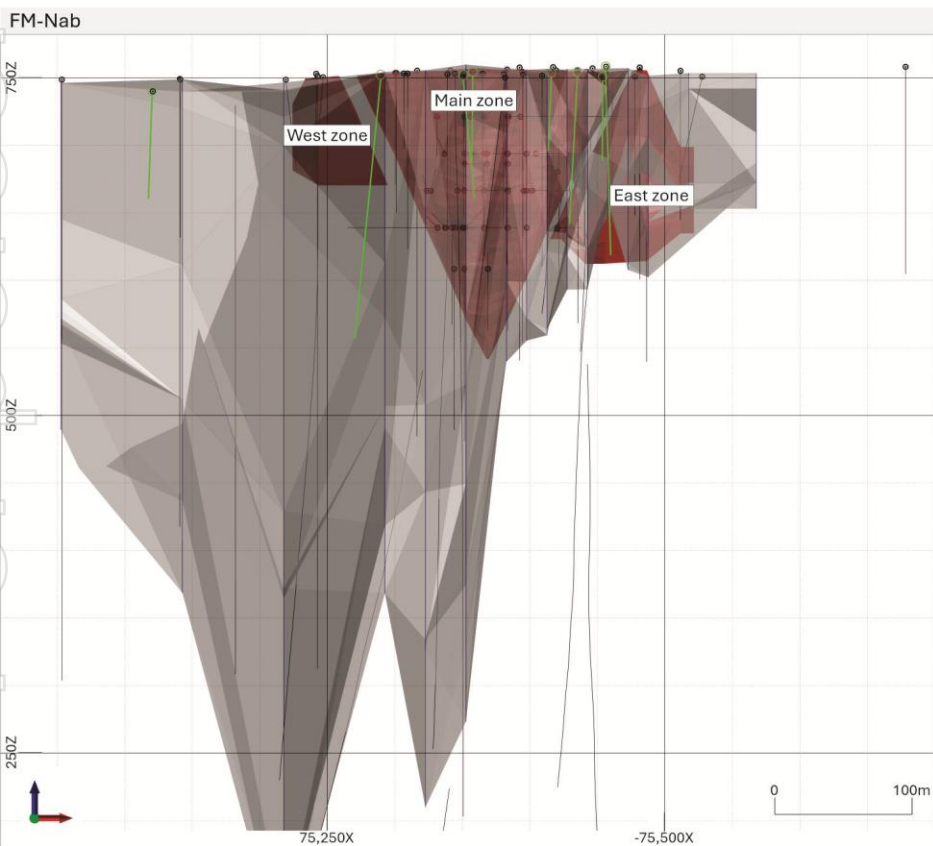 FM-Nab
750Z
Main zone
West zone
East zone
500Z
250Z
0
100m
75,250X
-75,500X